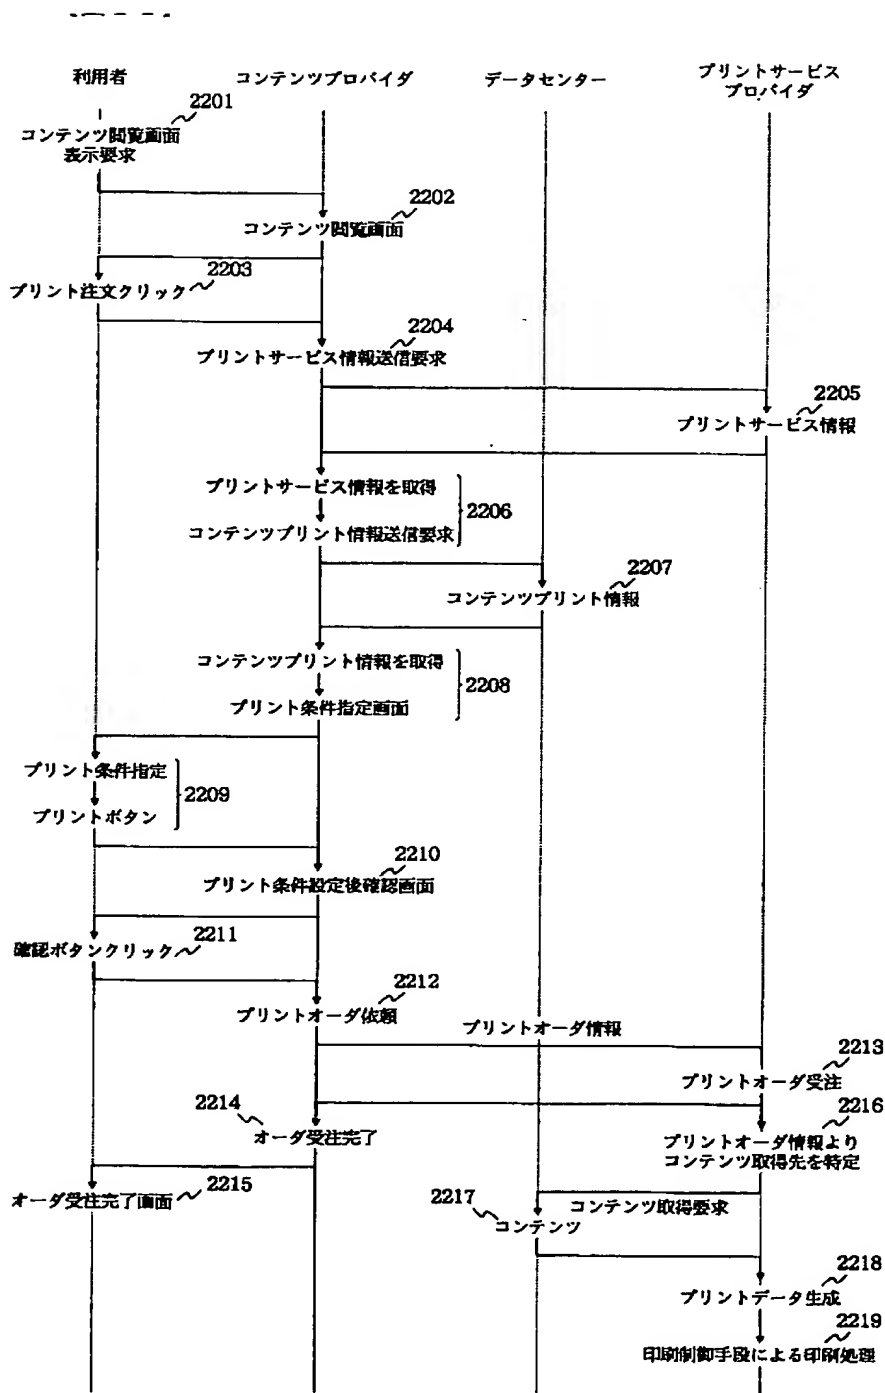 利用者
コンテンツプロバイダ
データセンター
プリントサービス
プロバイダ
2201
コンテンツ閲覧画面
表示要求
2202
コンテンツ閲覧画面
2203
プリント注文クリック
2204
プリントサービス情報送信要求
2205
プリントサービス情報
プリントサービス情報を取得
2206
コンテンツプリント情報送信要求
2207
コンテンツプリント情報
コンテンツプリント情報を取得
2208
プリント条件指定画面
プリント条件指定
2209
プリントボタン
2210
プリント条件設定後確認画面
2211
確認ボタンクリック
2212
プリントオーダ依頼
プリントオーダ情報
2213
プリントオーダ受注
2214
オーダ受注完了
2216
プリントオーダ情報より
コンテンツ取得先を特定
2215
オーダ受注完了画面
コンテンツ取得要求
2217
コンテンツ
2218
プリントデータ生成
2219
印刷制御手段による印刷処理